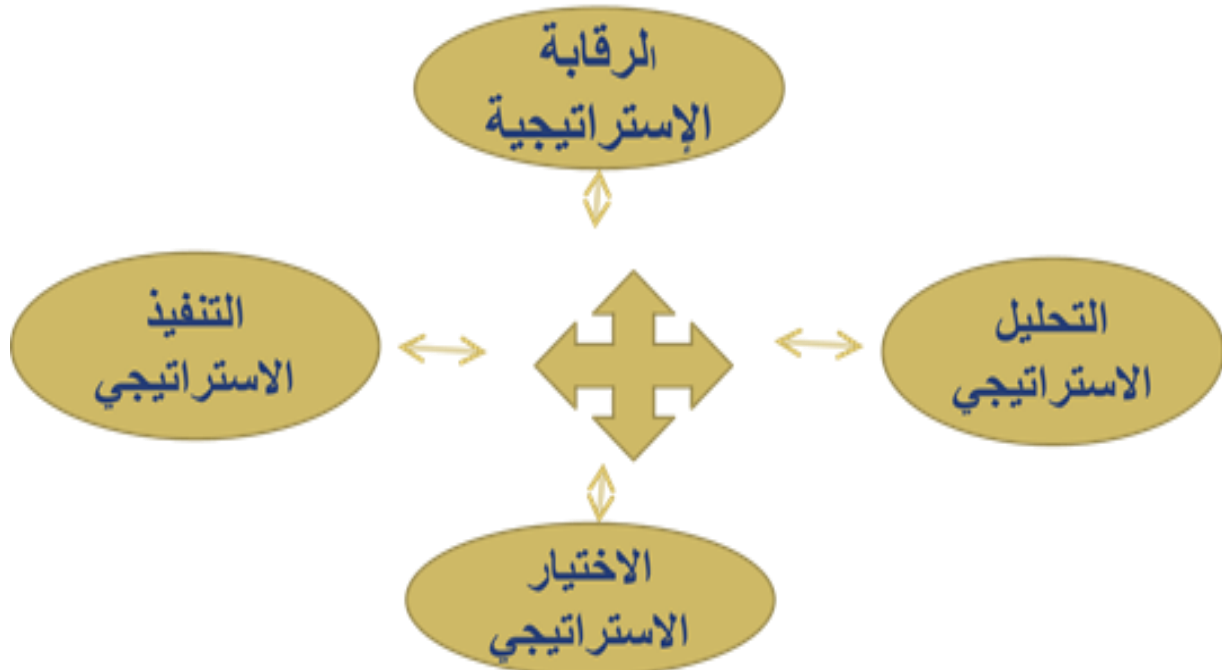 الرقابة
الإستراتيجية
التحليل
الاستراتيجي
التنفيذ
الاستراتيجي
الاختيار
الاستراتيجي